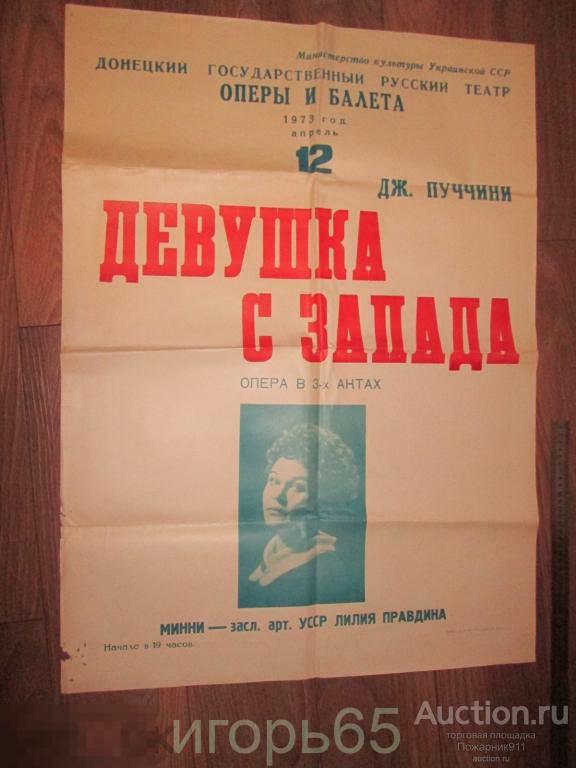 Министерство культуры Украинской ССР
ДОНЕЦКИЙ ГОСУДАРСТВЕННЫЙ РУССКИЙ ТЕАТР
ОПЕРЫ И БАЛЕТА
1973 год
апрель
12
ДЖ. ПУЧЧИНИ
ДЕВУШКА
С ЗАПАДА
ОПЕРА В 3-х АКТАХ
МИННИ — засл. арт. УССР ЛИЛИЯ ПРАВДИНА
Начало в 19 часов.
игорь65
Auction.ru
торговая площадка
Пожарник911
auction.ru